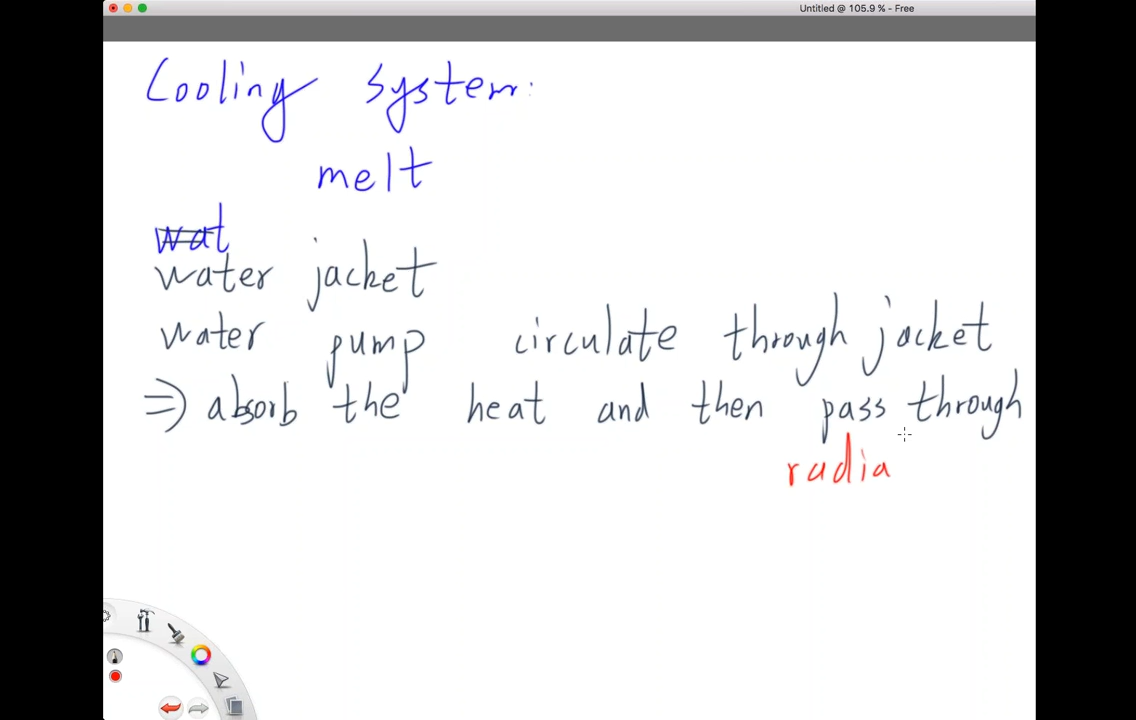 Untitled @ 105.9 % - Free
Cooling system:
melt
wat
water jacket
water pump circulate through jacket
⇒ absorb the heat and then pass through
radia